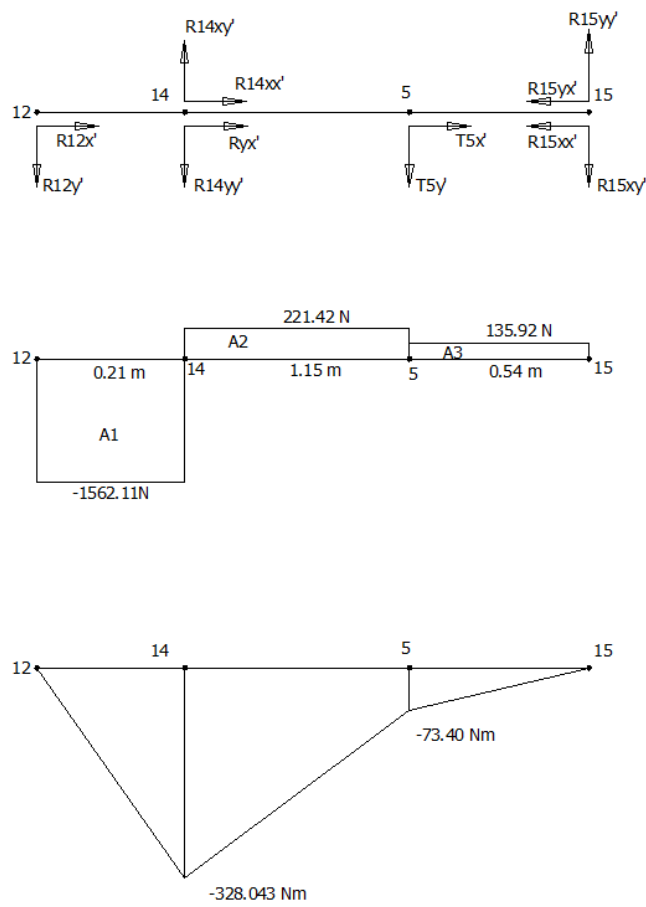 R14xy'
R15yy'
R14xx'
14
5
R15yx'
12
15
R12x'
Ryx'
T5x'
R15xx'
R12y'
R14yy'
T5y'
R15xy'
221.42 N
135.92 N
A2
A3
12
14
5
15
0.21 m
1.15 m
0.54 m
A1
-1562.11N
14
5
15
12
-73.40 Nm
-328.043 Nm